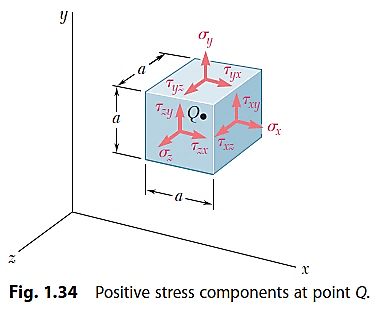 y
σy
a
τyx
τyz
a
τzy
Q
τxy
σx
σz
τzx
τxz
a
z
x
Fig. 1.34 Positive stress components at point Q.